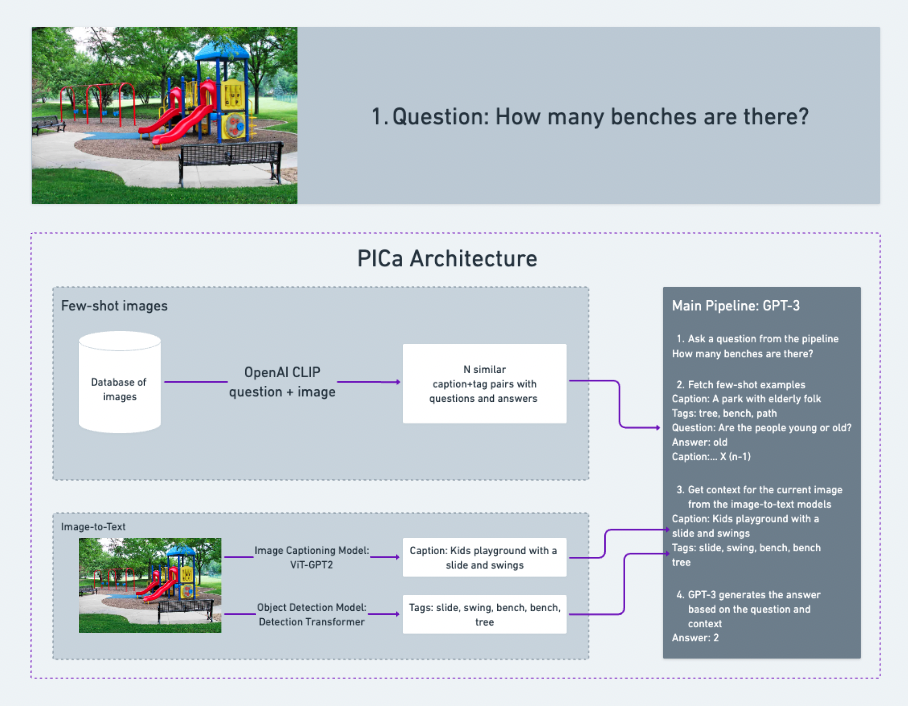 1. Question: How many benches are there?
PICa Architecture
Few-shot images
Database of
images
OpenAI CLIP
question + image
N similar
caption+tag pairs with
questions and answers
Image-to-Text
Image Captioning Model:
ViT-GPT2
Caption: Kids playground with a
slide and swings
Object Detection Model:
Detection Transformer
Tags: slide, swing, bench, bench,
tree
Main Pipeline: GPT-3
1. Ask a question from the pipeline
How many benches are there?
2. Fetch few-shot examples
Caption: A park with elderly folk
Tags: tree, bench, path
Question: Are the people young or old?
Answer: old
Caption:... X (n-1)
3. Get context for the current image
from the image-to-text models
Caption: Kids playground with a
slide and swings
Tags: slide, swing, bench, bench
tree
4. GPT-3 generates the answer
based on the question and
context
Answer: 2